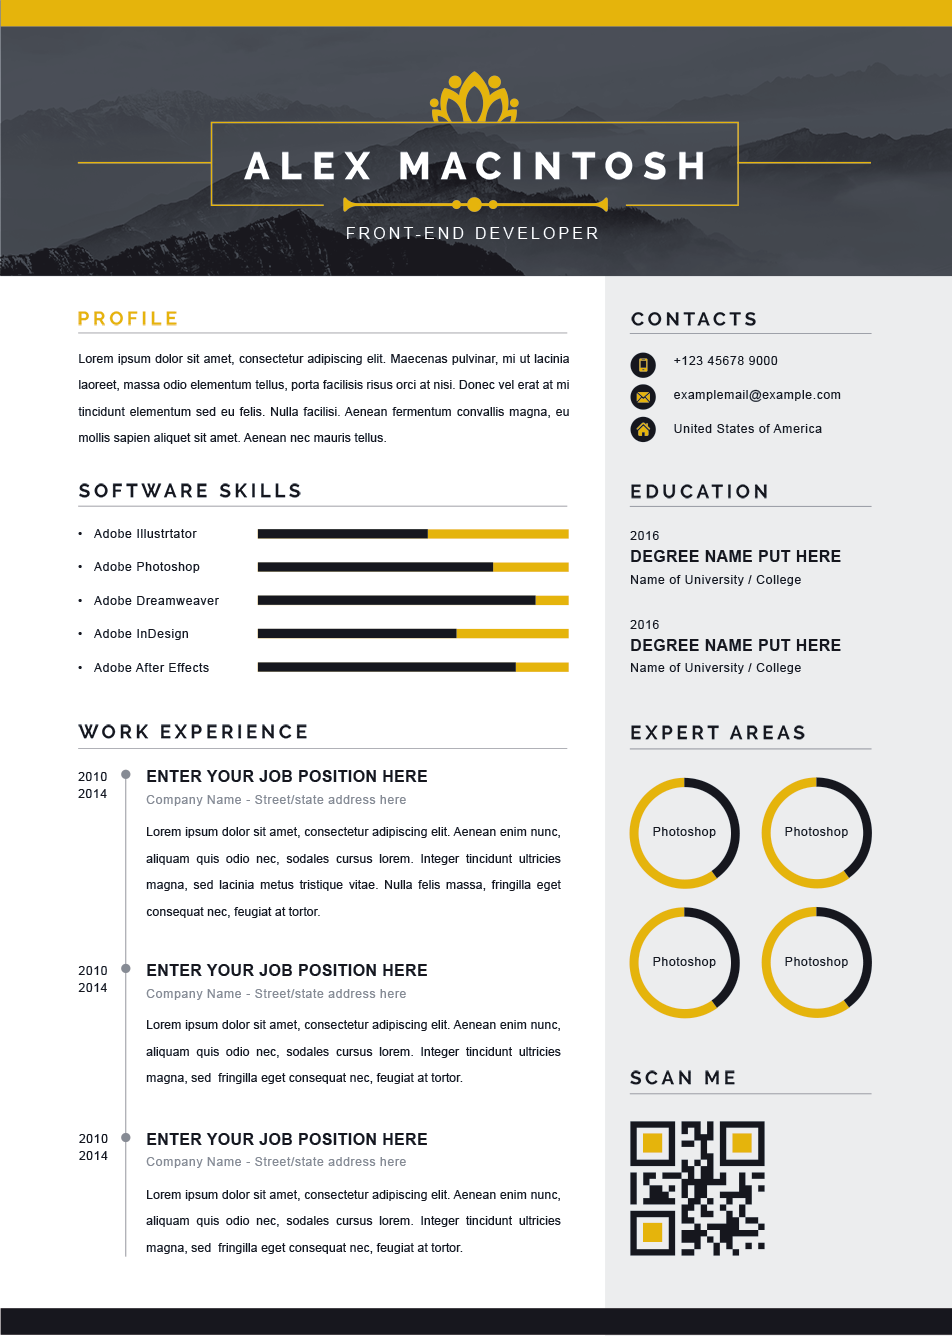 ALEX MACINTOSH
FRONT-END DEVELOPER
PROFILE
Lorem ipsum dolor sit amet, consectetur adipiscing elit. Maecenas pulvinar, mi ut lacinia
laoreet, massa odio elementum tellus, porta facilisis risus orci at nisi. Donec vel erat at mi
tincidunt elementum sed eu felis. Nulla facilisi. Aenean fermentum convallis magna, eu
mollis sapien aliquet sit amet. Aenean nec mauris tellus.
SOFTWARE SKILLS
• Adobe Illustrtator
• Adobe Photoshop
• Adobe Dreamweaver
• Adobe InDesign
• Adobe After Effects
WORK EXPERIENCE
2010
2014
ENTER YOUR JOB POSITION HERE
Company Name - Street/state address here
Lorem ipsum dolor sit amet, consectetur adipiscing elit. Aenean enim nunc,
aliquam quis odio nec, sodales cursus lorem. Integer tincidunt ultricies
magna, sed lacinia metus tristique vitae. Nulla felis massa, fringilla eget
consequat nec, feugiat at tortor.
2010
2014
ENTER YOUR JOB POSITION HERE
Company Name - Street/state address here
Lorem ipsum dolor sit amet, consectetur adipiscing elit. Aenean enim nunc,
aliquam quis odio nec, sodales cursus lorem. Integer tincidunt ultricies
magna, sed fringilla eget consequat nec, feugiat at tortor.
2010
2014
ENTER YOUR JOB POSITION HERE
Company Name - Street/state address here
Lorem ipsum dolor sit amet, consectetur adipiscing elit. Aenean enim nunc,
aliquam quis odio nec, sodales cursus lorem. Integer tincidunt ultricies
magna, sed fringilla eget consequat nec, feugiat at tortor.
CONTACTS
+123 45678 9000
examplemail@example.com
United States of America
EDUCATION
2016
DEGREE NAME PUT HERE
Name of University / College
2016
DEGREE NAME PUT HERE
Name of University / College
EXPERT AREAS
Photoshop
Photoshop
Photoshop
Photoshop
SCAN ME